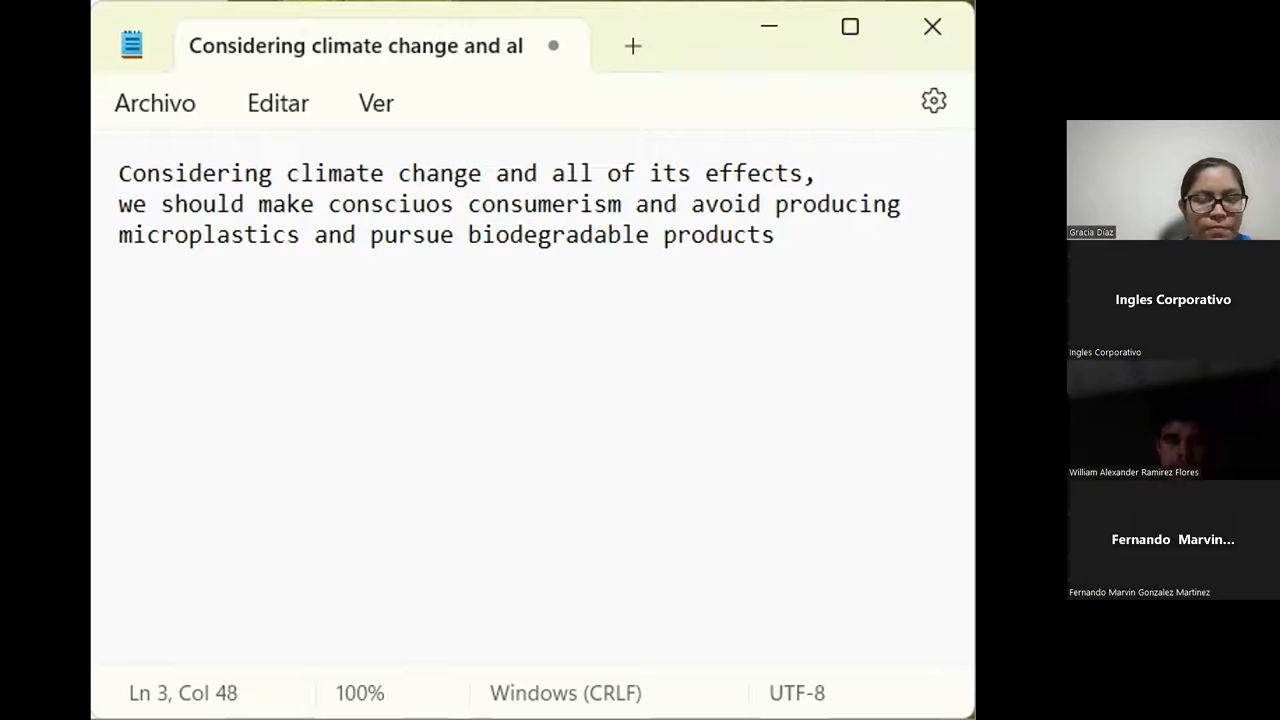 Considering climate change and al
Archivo Editar Ver
Considering climate change and all of its effects,
we should make consciuos consumerism and avoid producing
microplastics and pursue biodegradable products
Ln 3, Col 48 100% Windows (CRLF) UTF-8
Gracia Díaz
Ingles Corporativo
Ingles Corporativo
William Alexander Ramirez Flores
Fernando Marvin...
Fernando Marvin Gonzalez Martinez